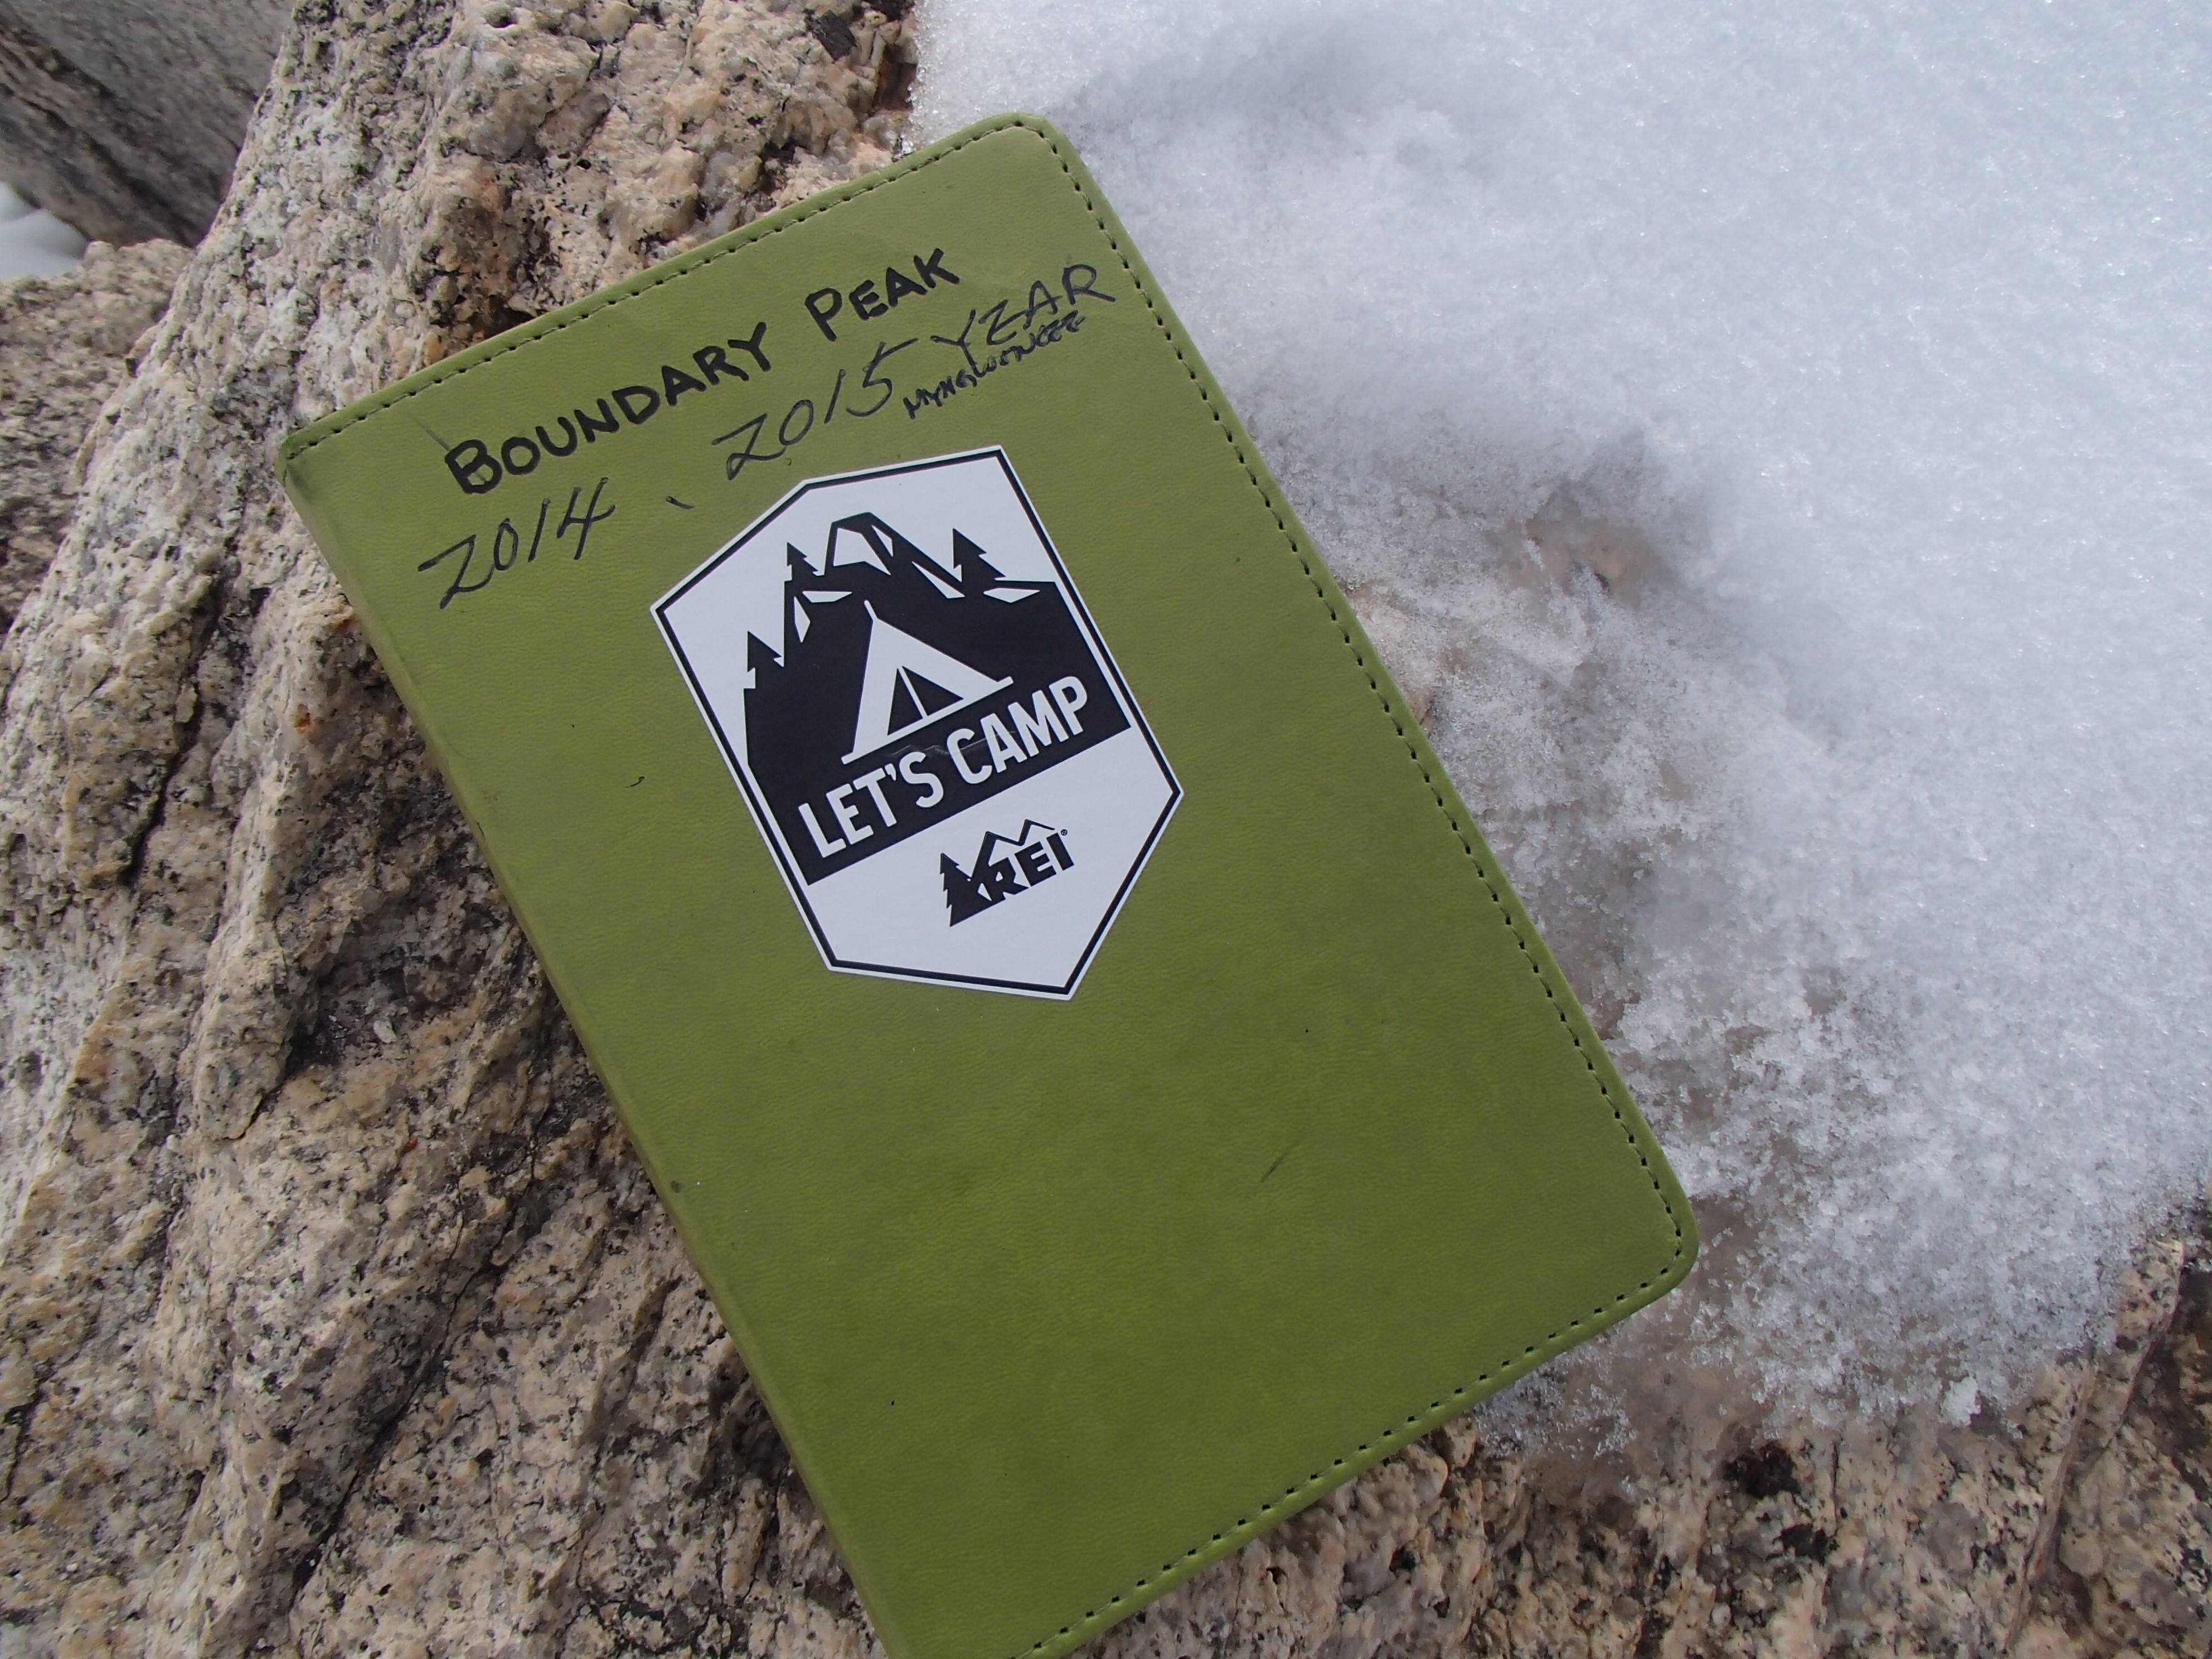 BOUNDARY PEAK
2014 、 2015 YEAR
LET'S CAMP
REI®